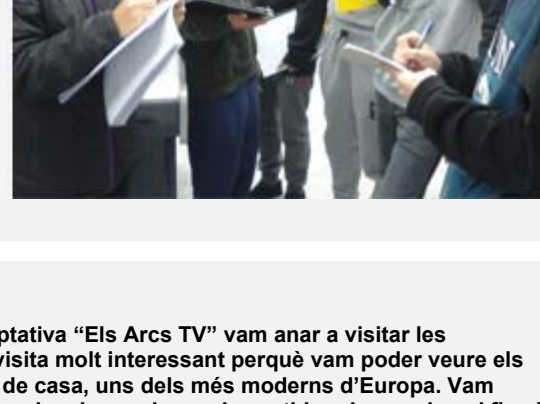 ptativa “Els Arcs TV” vam anar a visitar les
visita molt interessant perquè vam poder veure els
de casa, uns dels més moderns d’Europa. Vam